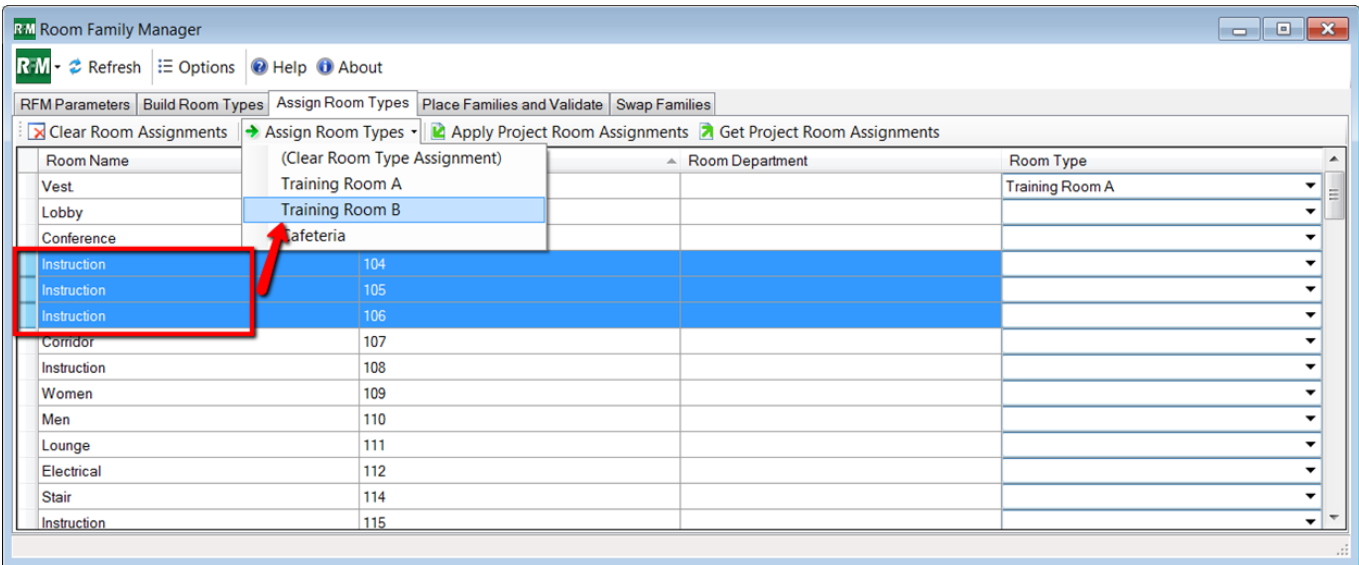 RFM Room Family Manager
RFM Refresh Options Help About
RFM Parameters Build Room Types Assign Room Types Place Families and Validate Swap Families
Clear Room Assignments Assign Room Types Apply Project Room Assignments Get Project Room Assignments
Room Name Room Department Room Type
(Clear Room Type Assignment)
Vest. Training Room A
Training Room A
Lobby
Training Room B
Conference
Cafeteria
Instruction 104
Instruction 105
Instruction 106
Corridor 107
Instruction 108
Women 109
Men 110
Lounge 111
Electrical 112
Stair 114
Instruction 115